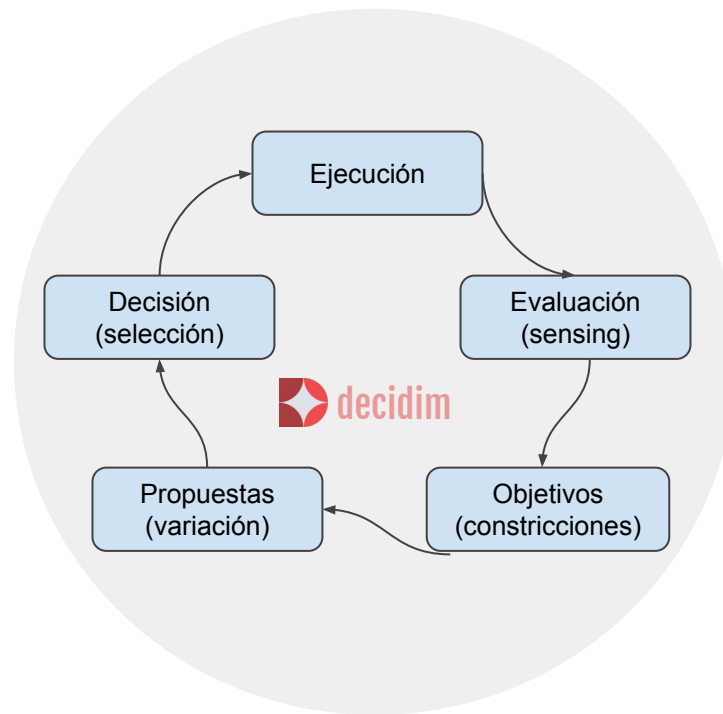 Ejecución
Evaluación
(sensing)
Objetivos
(constricciones)
Propuestas
(variación)
Decisión
(selección)
decidim